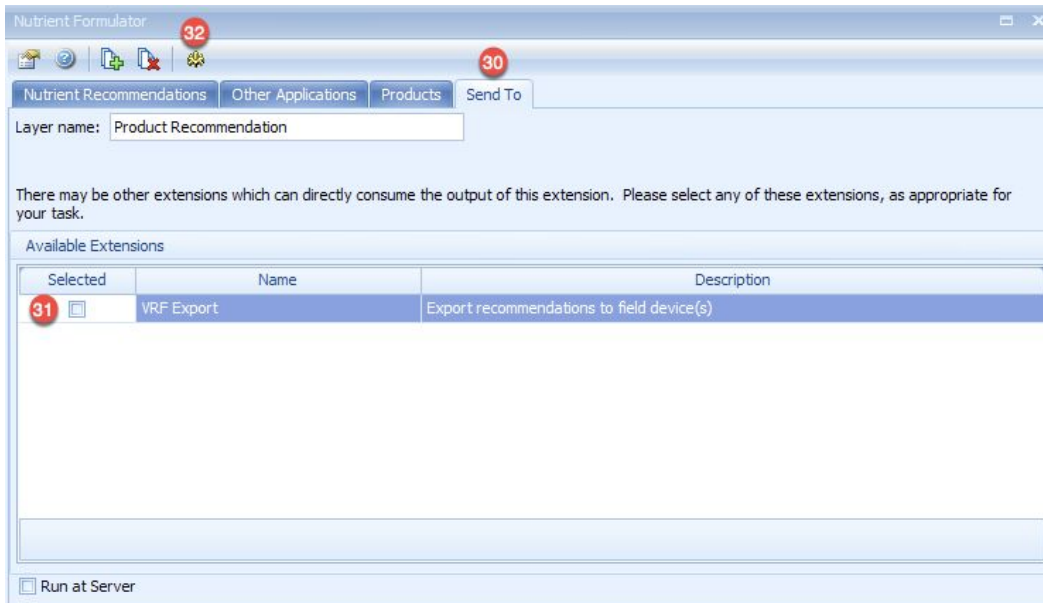 Nutrient Formulator
32
30
Nutrient Recommendations Other Applications Products Send To
Layer name: Product Recommendation
There may be other extensions which can directly consume the output of this extension. Please select any of these extensions, as appropriate for
your task.
Available Extensions
Selected Name Description
31 VRF Export Export recommendations to field device(s)
Run at Server